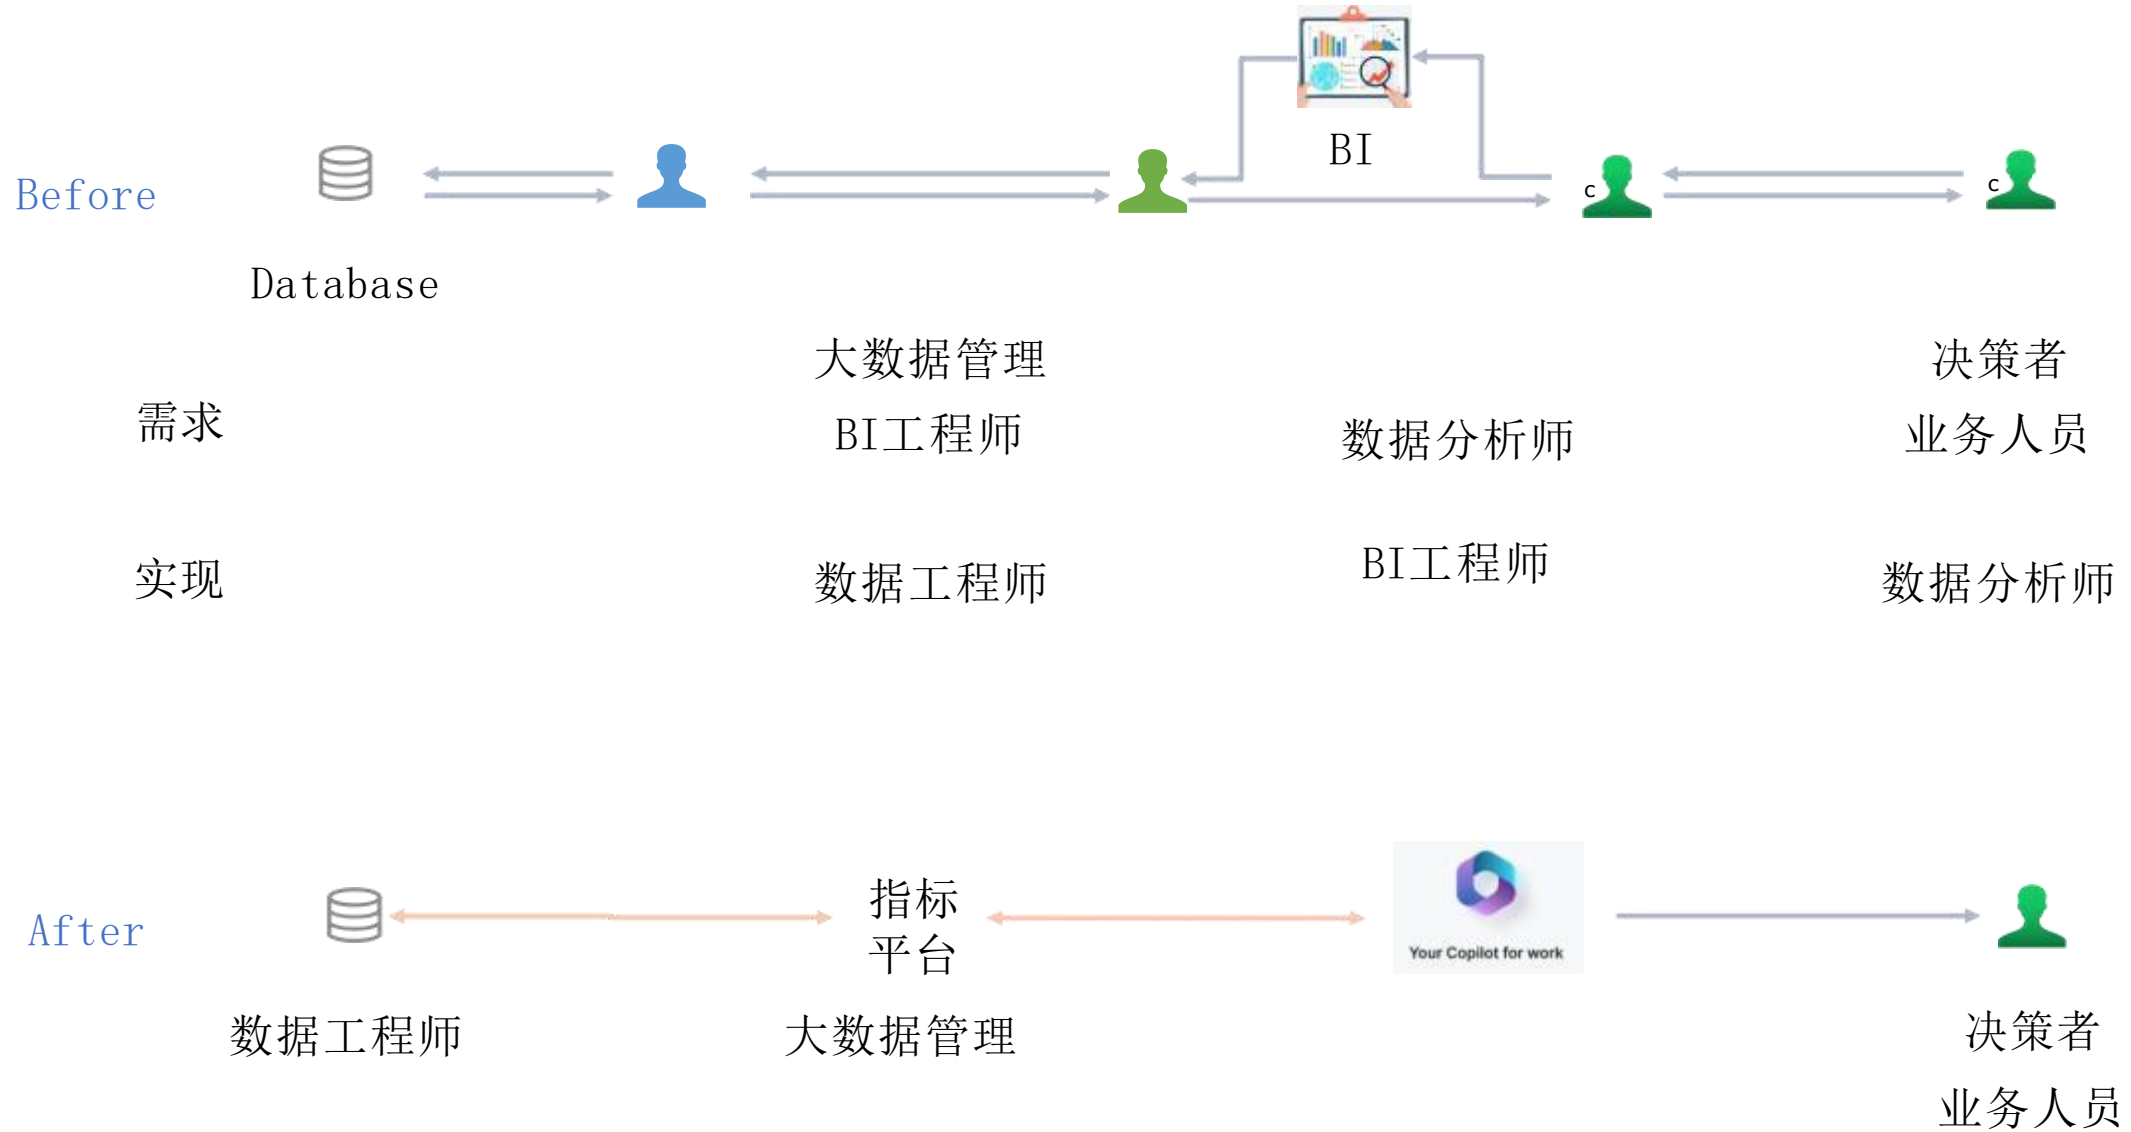 BI
Before
c
c
Database
大数据管理
决策者
需求
BI工程师
数据分析师
业务人员
实现
数据工程师
BI工程师
数据分析师
After
指标
平台
Your Copilot for work
数据工程师
大数据管理
决策者
业务人员